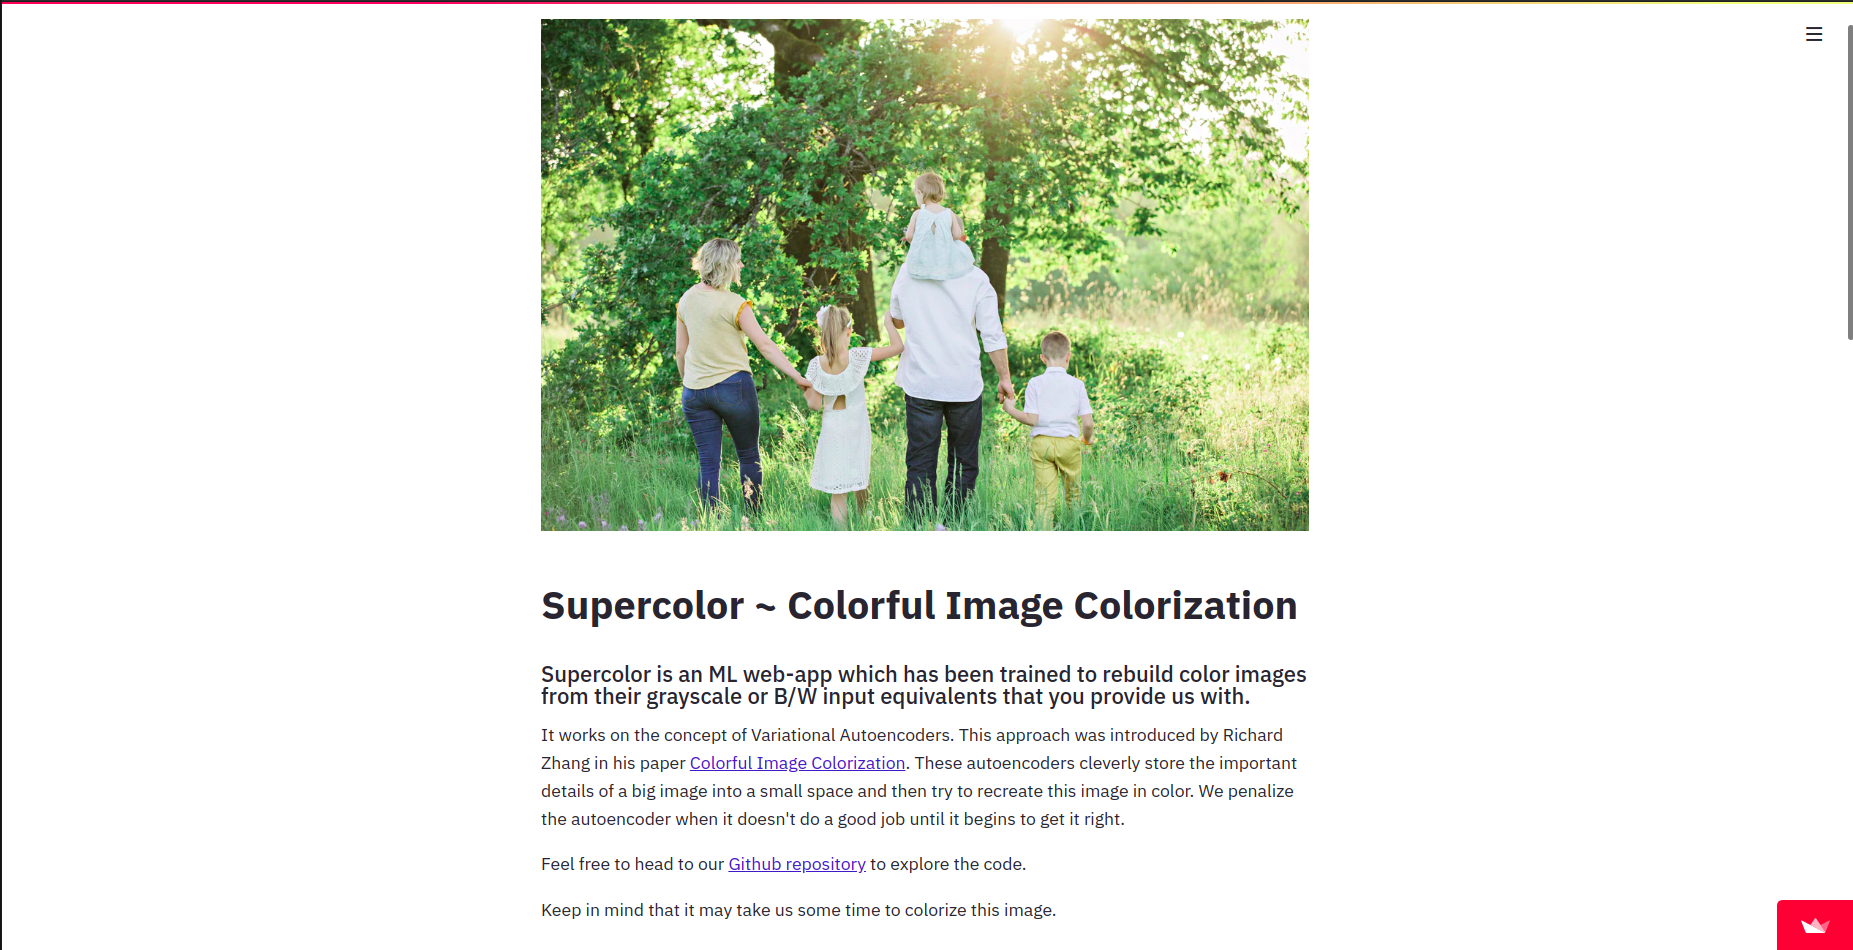 Supercolor ~ Colorful Image Colorization
Supercolor is an ML web-app which has been trained to rebuild color images
from their grayscale or B/W input equivalents that you provide us with.
It works on the concept of Variational Autoencoders. This approach was introduced by Richard
Zhang in his paper Colorful Image Colorization. These autoencoders cleverly store the important
details of a big image into a small space and then try to recreate this image in color. We penalize
the autoencoder when it doesn't do a good job until it begins to get it right.
Feel free to head to our Github repository to explore the code.
Keep in mind that it may take us some time to colorize this image.